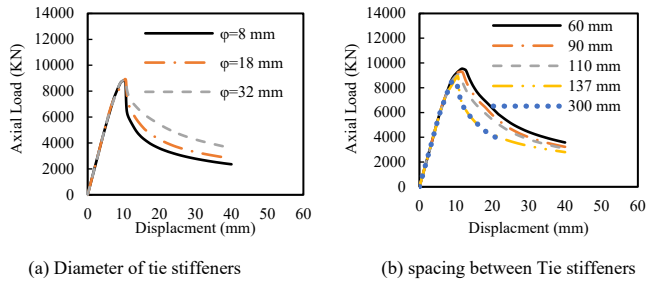 14000
12000
10000
8000
6000
4000
2000
0
Axial Load (KN)
0 10 20 30 40 50 60
Displacment (mm)
φ=8 mm
φ=18 mm
φ=32 mm
(a) Diameter of tie stiffeners
14000
12000
10000
8000
6000
4000
2000
0
Axial Load (KN)
0 10 20 30 40 50 60
Displacment (mm)
60 mm
90 mm
110 mm
137 mm
300 mm
(b) spacing between Tie stiffeners